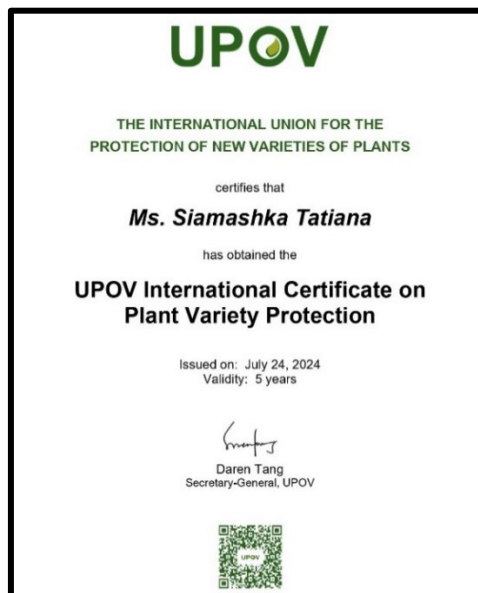 UPOV
THE INTERNATIONAL UNION FOR THE
PROTECTION OF NEW VARIETIES OF PLANTS
certifies that
Ms. Siamashka Tatiana
has obtained the
UPOV International Certificate on
Plant Variety Protection
Issued on: July 24, 2024
Validity: 5 years
Daren Tang
Secretary-General, UPOV
UPOV